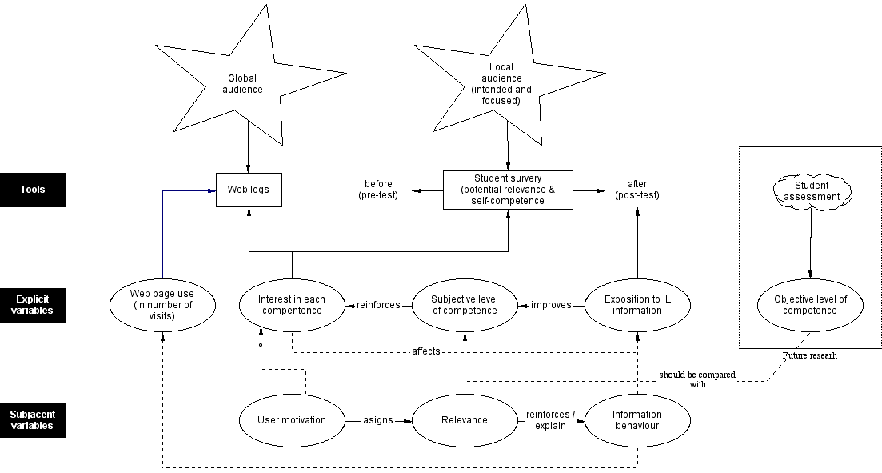 Global
audience
Local
audience
(intended and
focused)
Tools
Web logs
before
(pre-test)
Student survery
(potential relevance &
self-competence
after
(post-test)
Student
assessment
Explicit
variables
Web page use
(in number of
visits)
Interest in each
compentence
reinforces
Subjective level
of competence
improves
Exposition to IL
information
Objective level of
competence
affects
Future research
should be compared
with
Subjacent
variables
User motivation
asigns
Relevance
reinforces /
explain
Information
behaviour